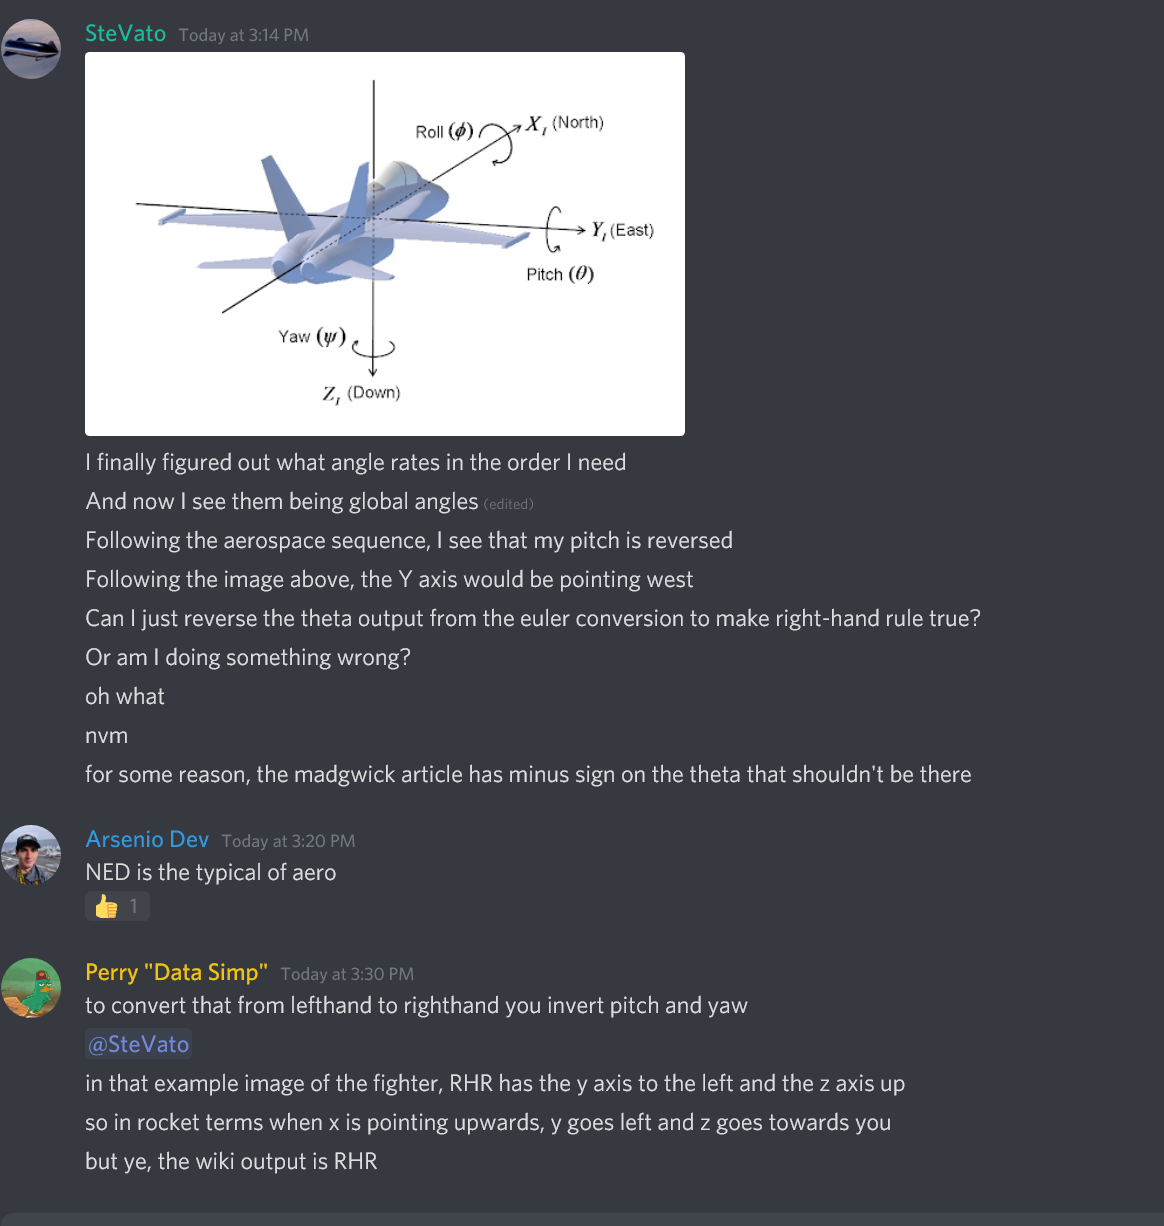 SteVato Today at 3:14 PM
Roll (ϕ) X_I (North)
Y_I (East)
Pitch (θ)
Yaw (ψ)
Z_I (Down)
I finally figured out what angle rates in the order I need
And now I see them being global angles (edited)
Following the aerospace sequence, I see that my pitch is reversed
Following the image above, the Y axis would be pointing west
Can I just reverse the theta output from the euler conversion to make right-hand rule true?
Or am I doing something wrong?
oh what
nvm
for some reason, the madgwick article has minus sign on the theta that shouldn't be there
Arsenio Dev Today at 3:20 PM
NED is the typical of aero
👍 1
Perry "Data Simp" Today at 3:30 PM
to convert that from lefthand to righthand you invert pitch and yaw
@SteVato
in that example image of the fighter, RHR has the y axis to the left and the z axis up
so in rocket terms when x is pointing upwards, y goes left and z goes towards you
but ye, the wiki output is RHR